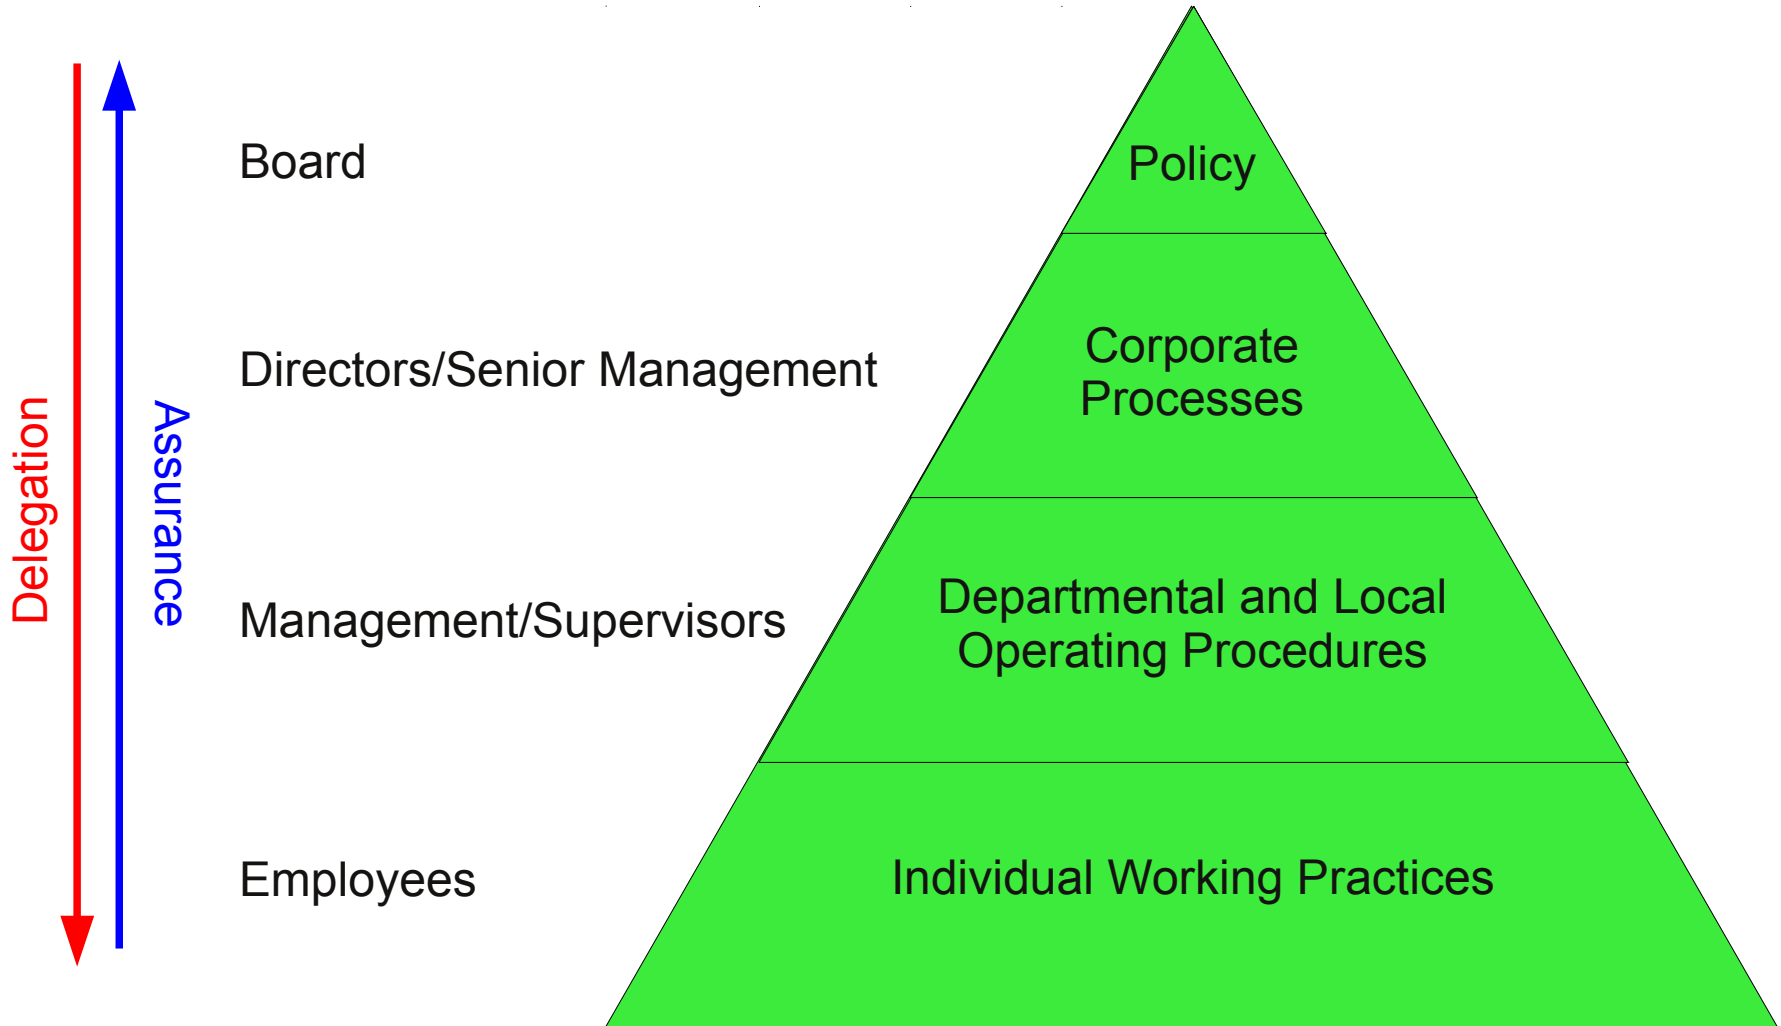 Board
Policy
Directors/Senior Management
Corporate
Processes
Delegation
Assurance
Management/Supervisors
Departmental and Local
Operating Procedures
Employees
Individual Working Practices